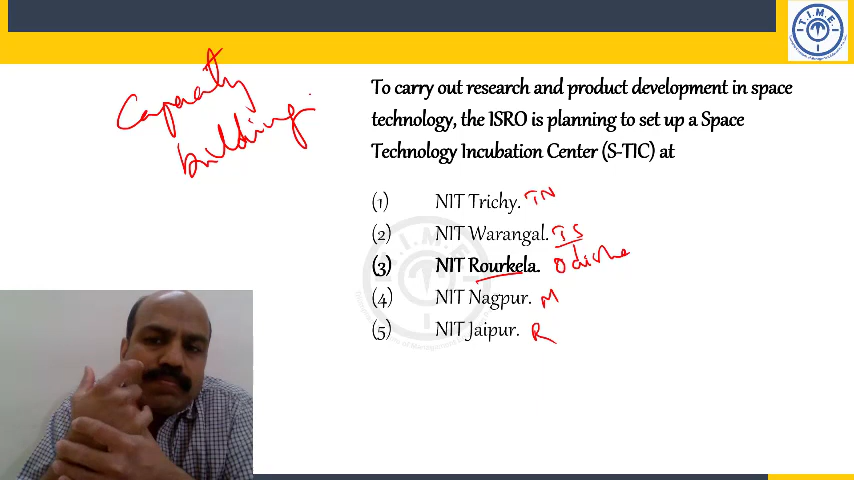 T.I.M.E.
Capacity
building.
To carry out research and product development in space
technology, the ISRO is planning to set up a Space
Technology Incubation Center (S-TIC) at
(1) NIT Trichy. TN
(2) NIT Warangal. TS
(3) NIT Rourkela. Odisha
(4) NIT Nagpur. M
(5) NIT Jaipur. R